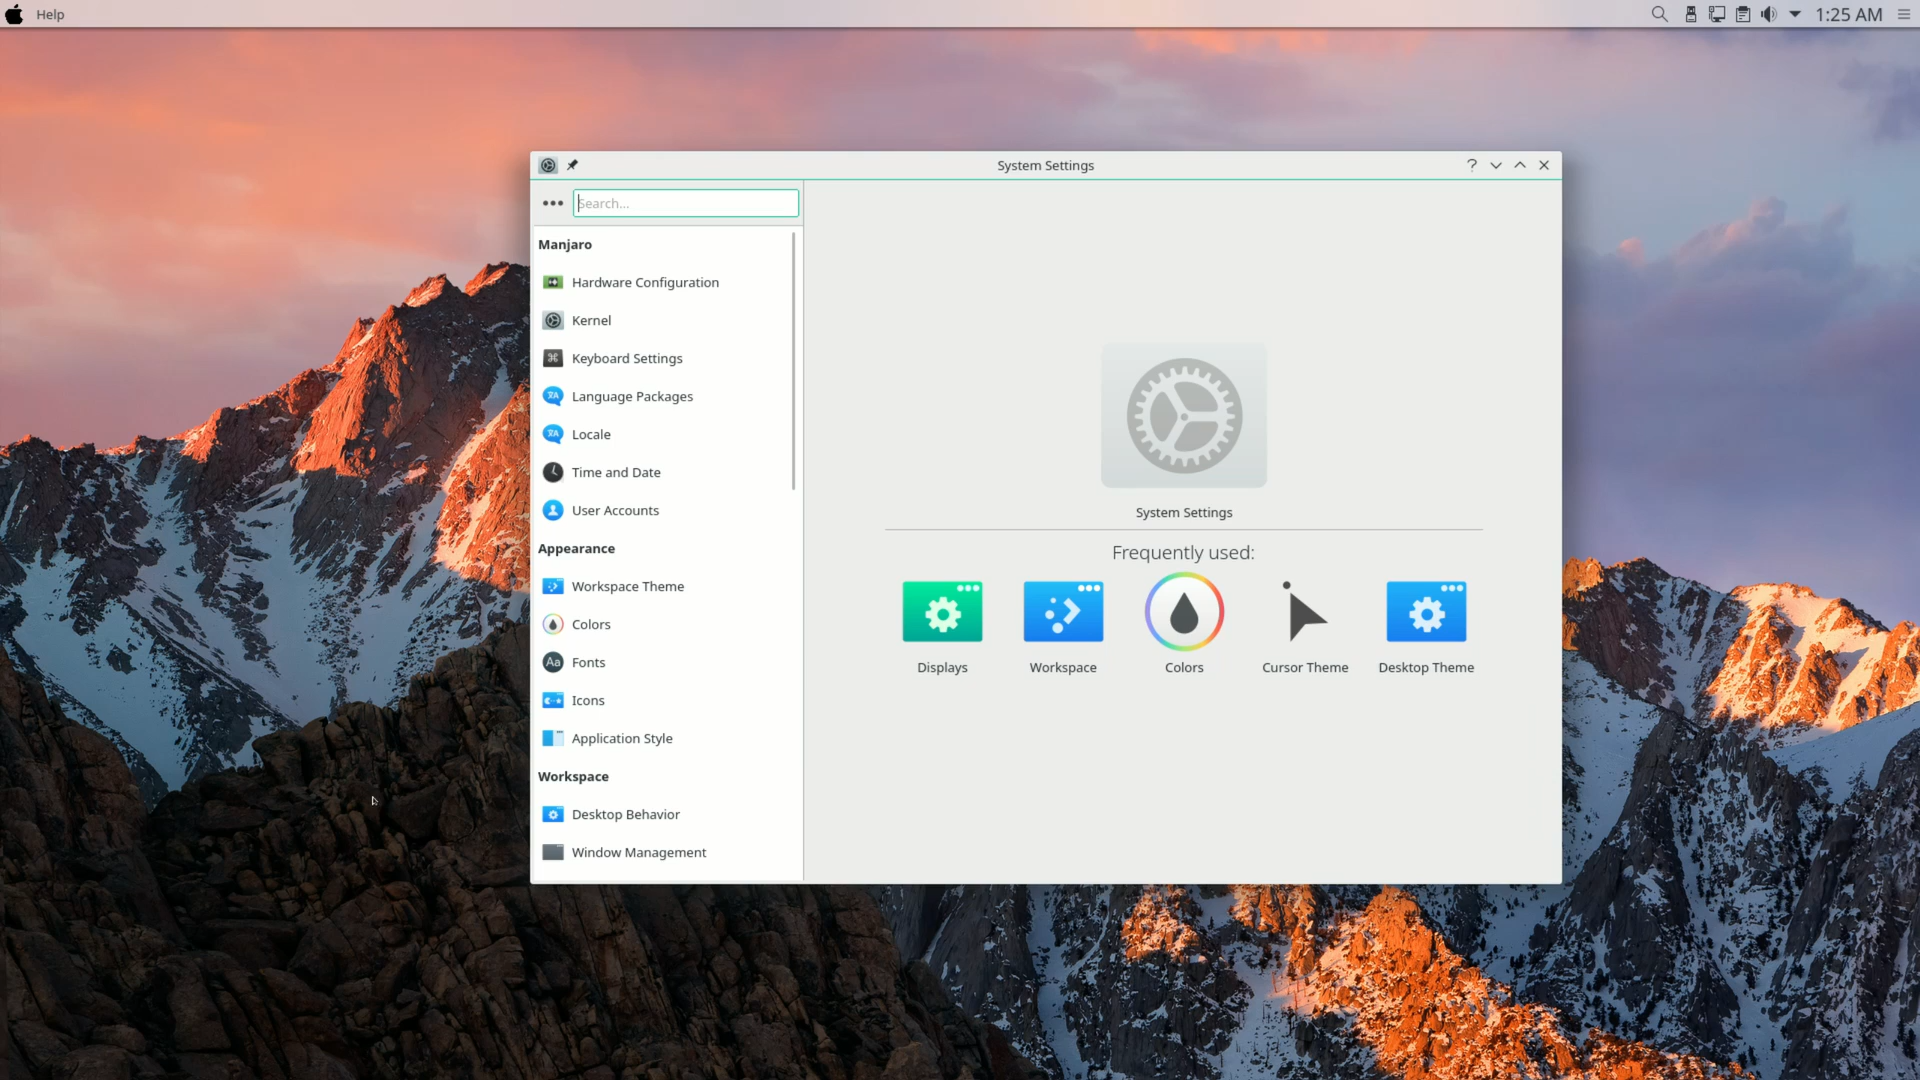 Help
1:25 AM
System Settings
Search...
Manjaro
Hardware Configuration
Kernel
Keyboard Settings
Language Packages
Locale
Time and Date
User Accounts
Appearance
Workspace Theme
Colors
Aa Fonts
Icons
Application Style
Workspace
Desktop Behavior
Window Management
System Settings
Frequently used:
Displays
Workspace
Colors
Cursor Theme
Desktop Theme